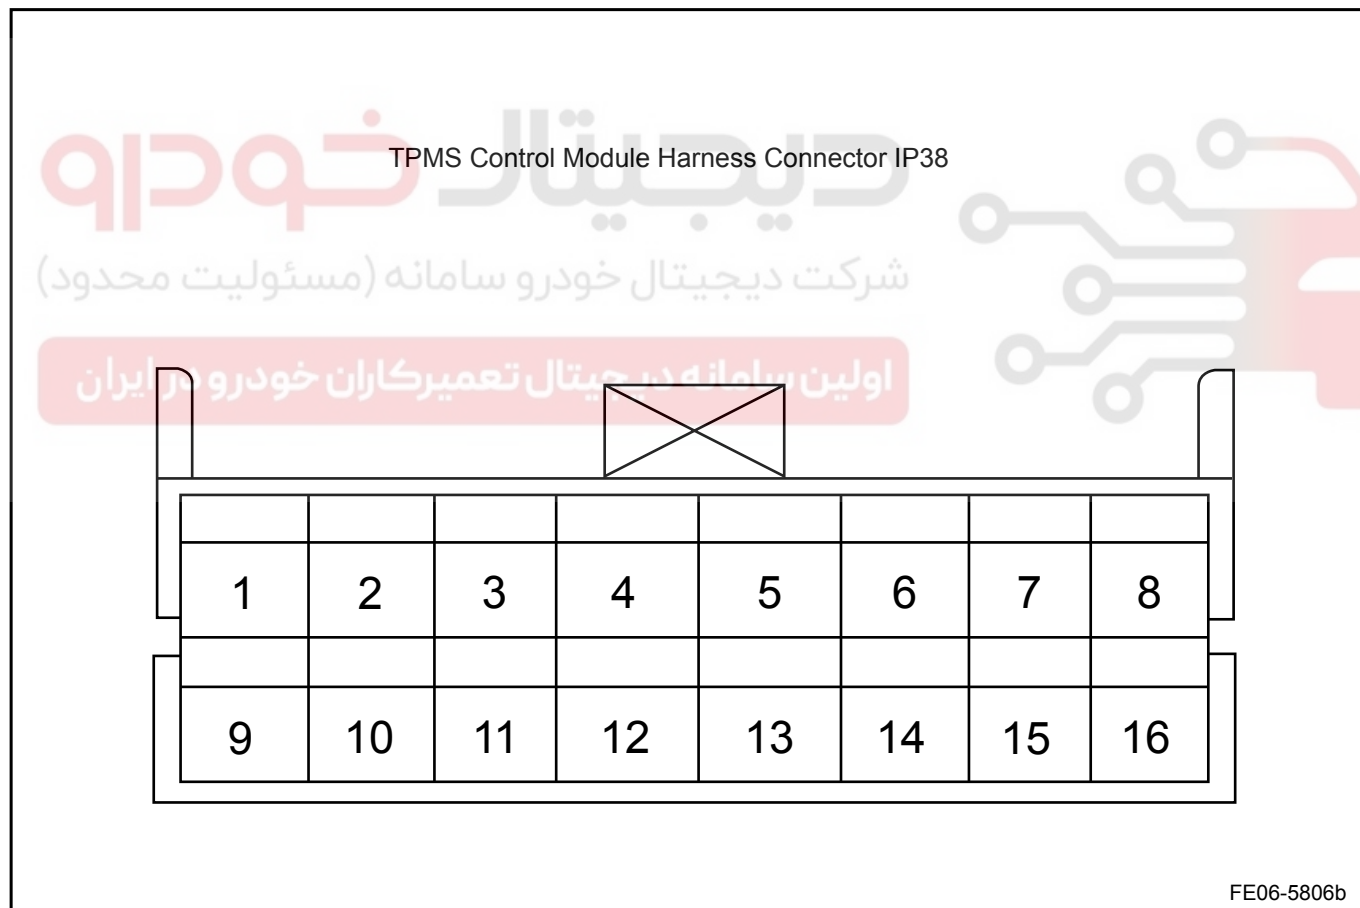 دیجیتال خودرو
TPMS Control Module Harness Connector IP38
شرکت دیجیتال خودرو سامانه (مسئولیت محدود)
اولین سامانه دیجیتال تعمیرکاران خودرو در ایران
1 2 3 4 5 6 7 8
9 10 11 12 13 14 15 16
FE06-5806b